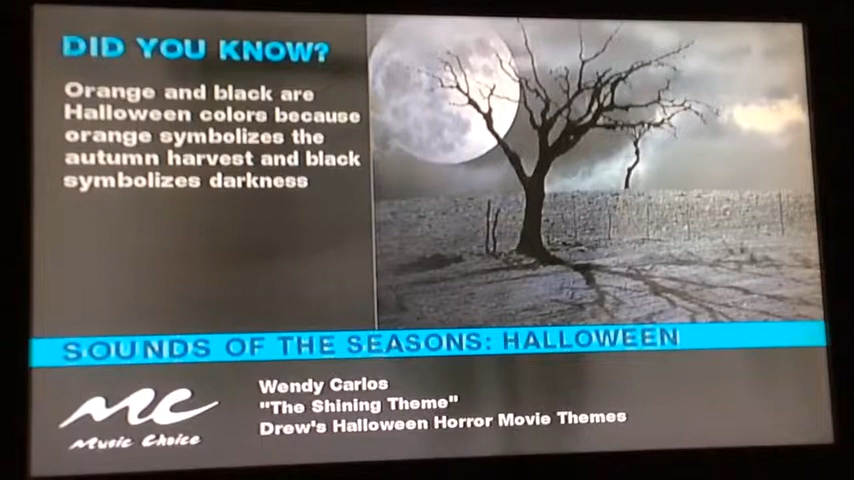 DID YOU KNOW?
Orange and black are
Halloween colors because
orange symbolizes the
autumn harvest and black
symbolizes darkness
SOUNDS OF THE SEASONS: HALLOWEEN
MC
Music Choice
Wendy Carlos
"The Shining Theme"
Drew's Halloween Horror Movie Themes